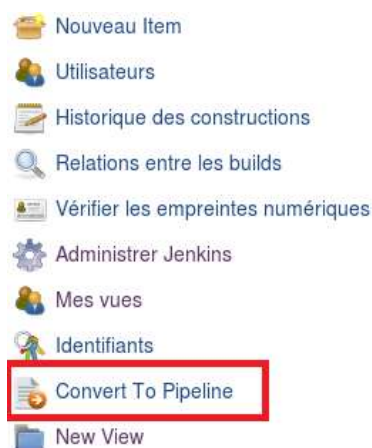 Nouveau Item
Utilisateurs
Historique des constructions
Relations entre les builds
Vérifier les empreintes numériques
Administrer Jenkins
Mes vues
Identifiants
Convert To Pipeline
New View